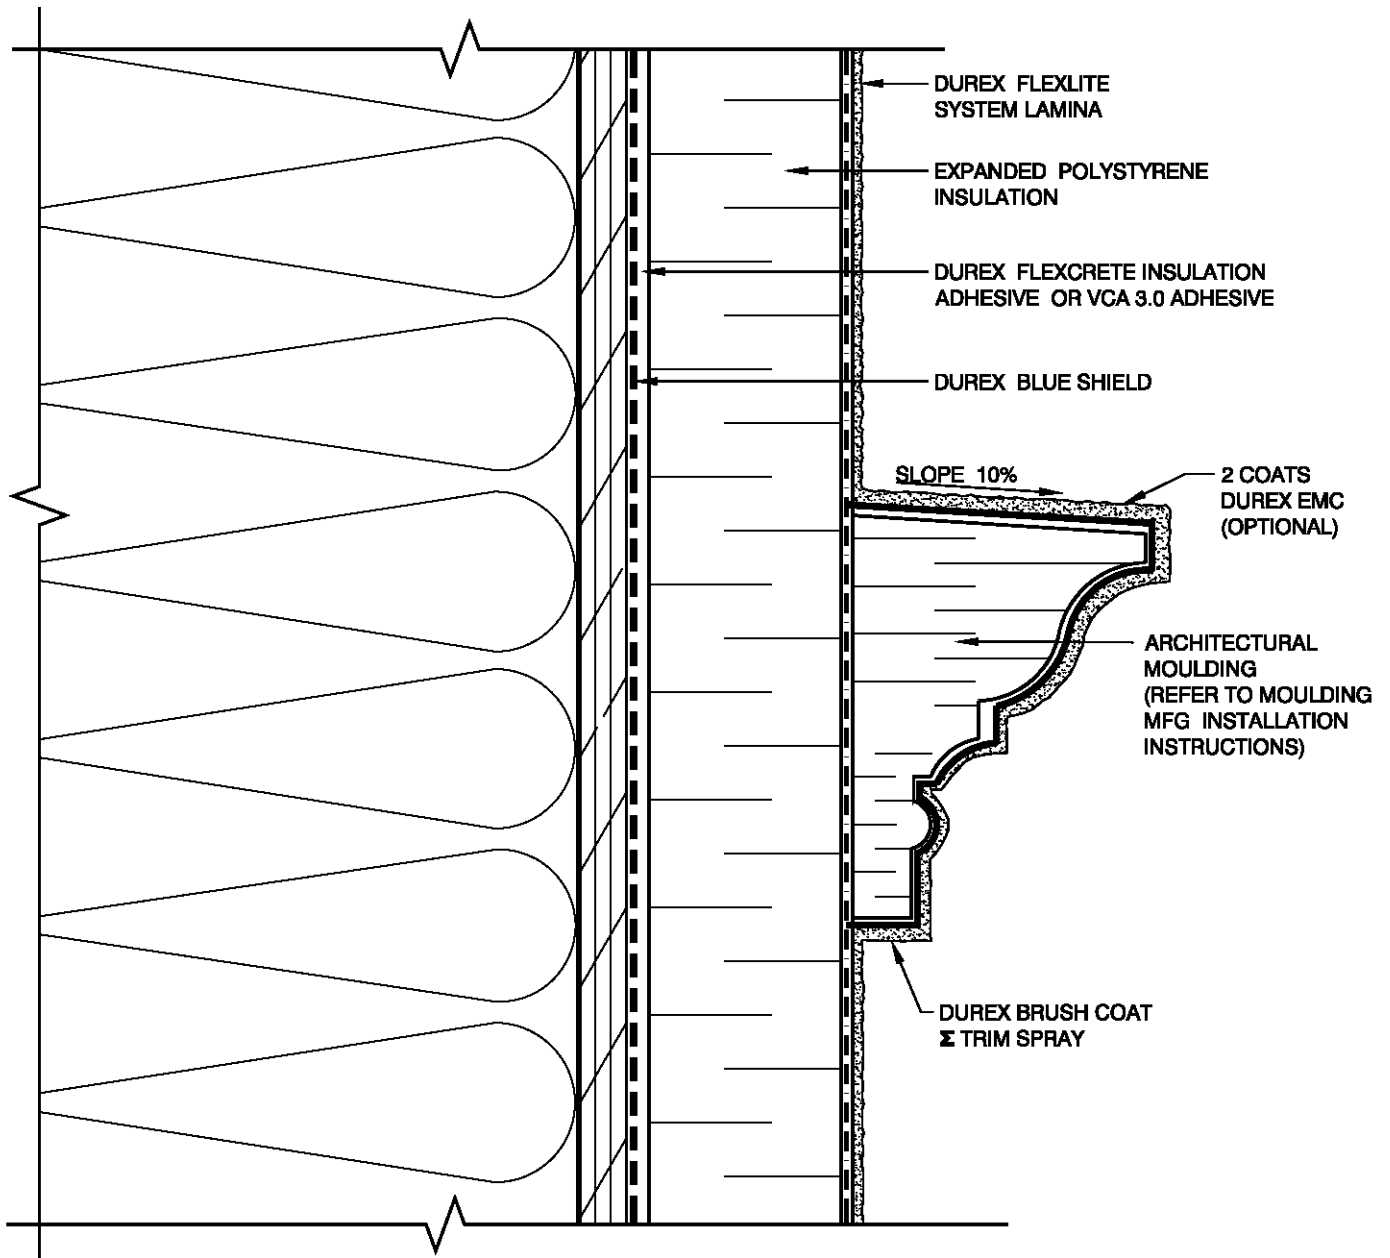 DUREX FLEXLITE
SYSTEM LAMINA
EXPANDED POLYSTYRENE
INSULATION
DUREX FLEXCRETE INSULATION
ADHESIVE OR VCA 3.0 ADHESIVE
DUREX BLUE SHIELD
SLOPE 10%
2 COATS
DUREX EMC
(OPTIONAL)
ARCHITECTURAL
MOULDING
(REFER TO MOULDING
MFG INSTALLATION
INSTRUCTIONS)
DUREX BRUSH COAT
Σ TRIM SPRAY